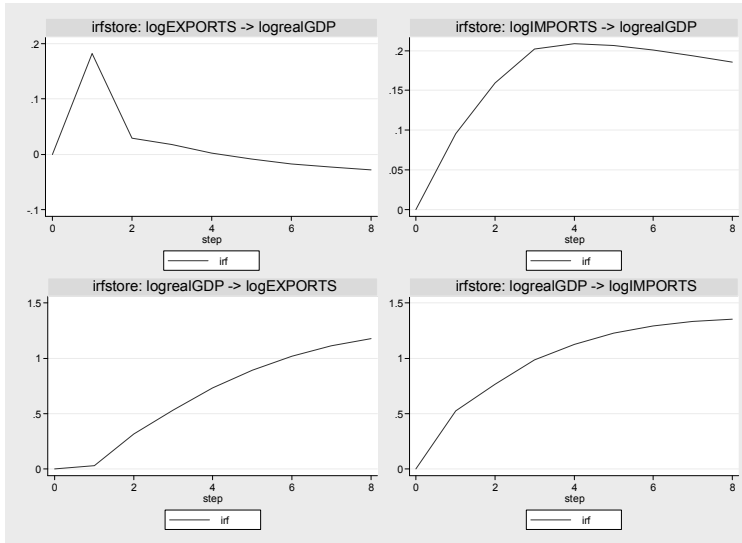 irfstore: logEXPORTS -> logrealGDP
.2
.1
0
-.1
0 2 4 6 8
step
irf
irfstore: logIMPORTS -> logrealGDP
.2
.15
.1
.05
0
0 2 4 6 8
step
irf
irfstore: logrealGDP -> logEXPORTS
1.5
1
.5
0
0 2 4 6 8
step
irf
irfstore: logrealGDP -> logIMPORTS
1.5
1
.5
0
0 2 4 6 8
step
irf